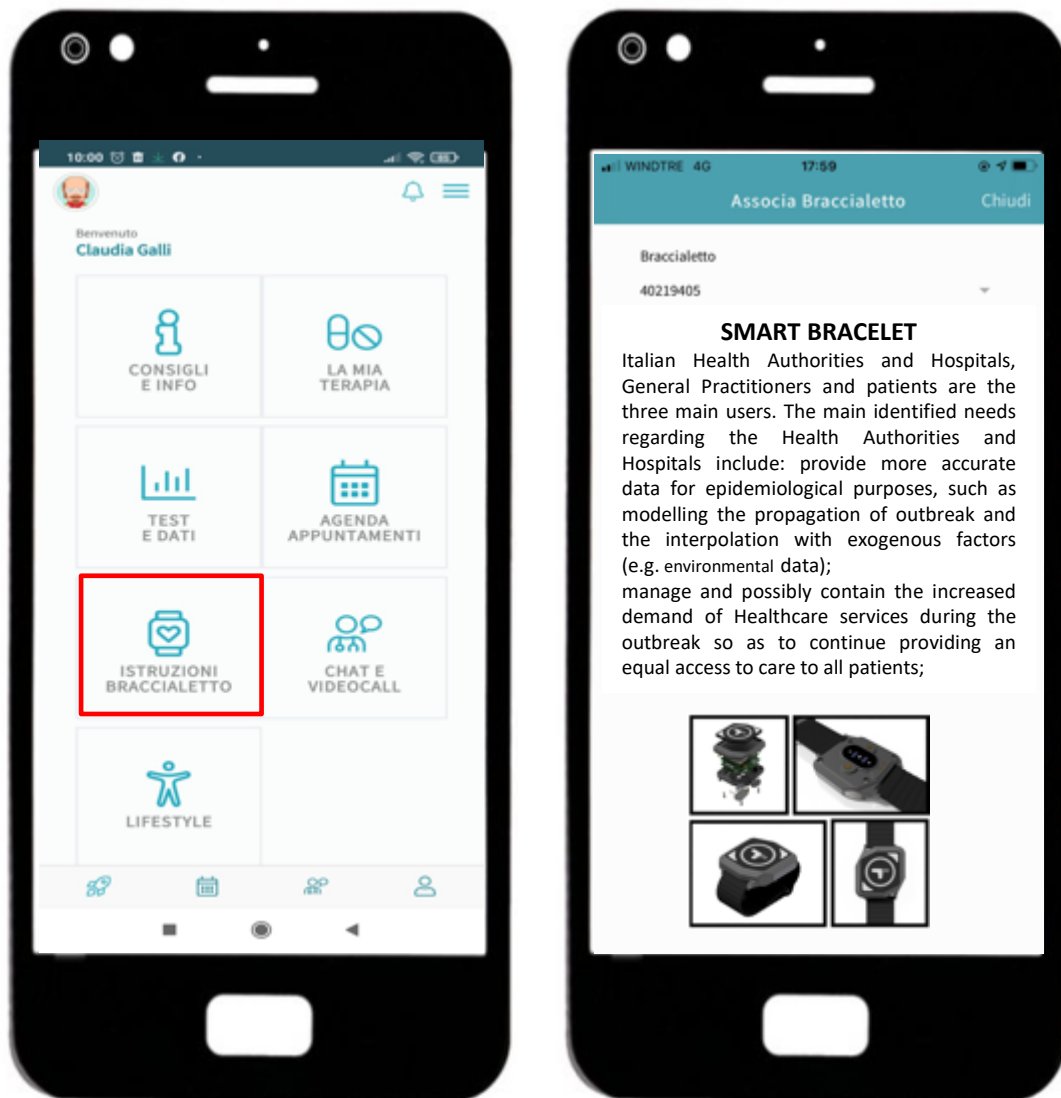 10:00
Benvenuto
Claudia Galli
CONSIGLI
E INFO
LA MIA
TERAPIA
TEST
E DATI
AGENDA
APPUNTAMENTI
ISTRUZIONI
BRACCIALETTO
CHAT E
VIDEOCALL
LIFESTYLE
WINDTRE 4G 17:59
Associa Braccialetto Chiudi
Braccialetto
40219405
SMART BRACELET
Italian Health Authorities and Hospitals,
General Practitioners and patients are the
three main users. The main identified needs
regarding the Health Authorities and
Hospitals include: provide more accurate
data for epidemiological purposes, such as
modelling the propagation of outbreak and
the interpolation with exogenous factors
(e.g. environmental data);
manage and possibly contain the increased
demand of Healthcare services during the
outbreak so as to continue providing an
equal access to care to all patients;